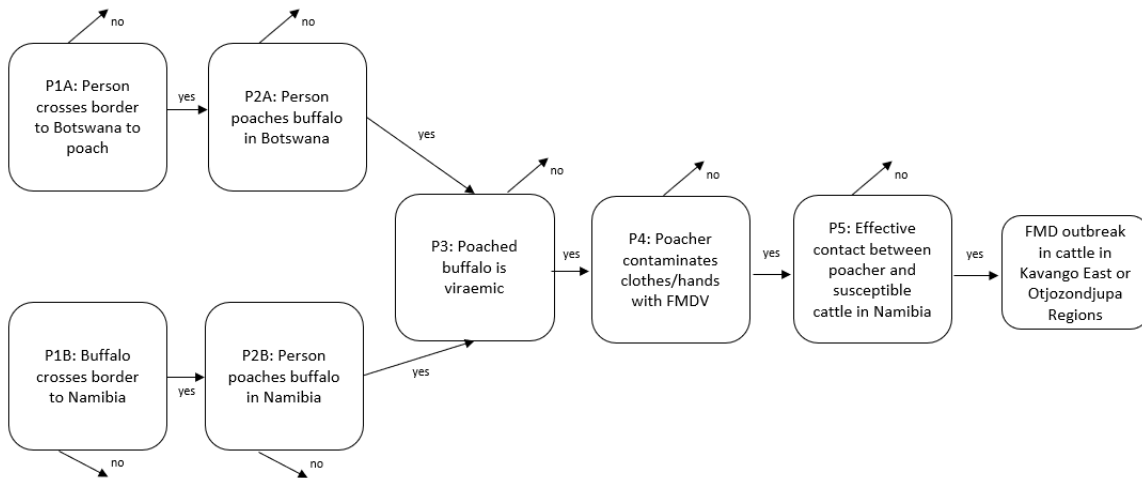 no
no
P1A: Person
crosses border
to Botswana to
poach
yes
P2A: Person
poaches buffalo
in Botswana
yes
no
P3: Poached
buffalo is
viraemic
yes
no
P4: Poacher
contaminates
clothes/hands
with FMDV
yes
no
P5: Effective
contact between
poacher and
susceptible
cattle in Namibia
yes
FMD outbreak
in cattle in
Kavango East or
Otjozondjupa
Regions
P1B: Buffalo
crosses border
to Namibia
yes
P2B: Person
poaches buffalo
in Namibia
yes
no
no